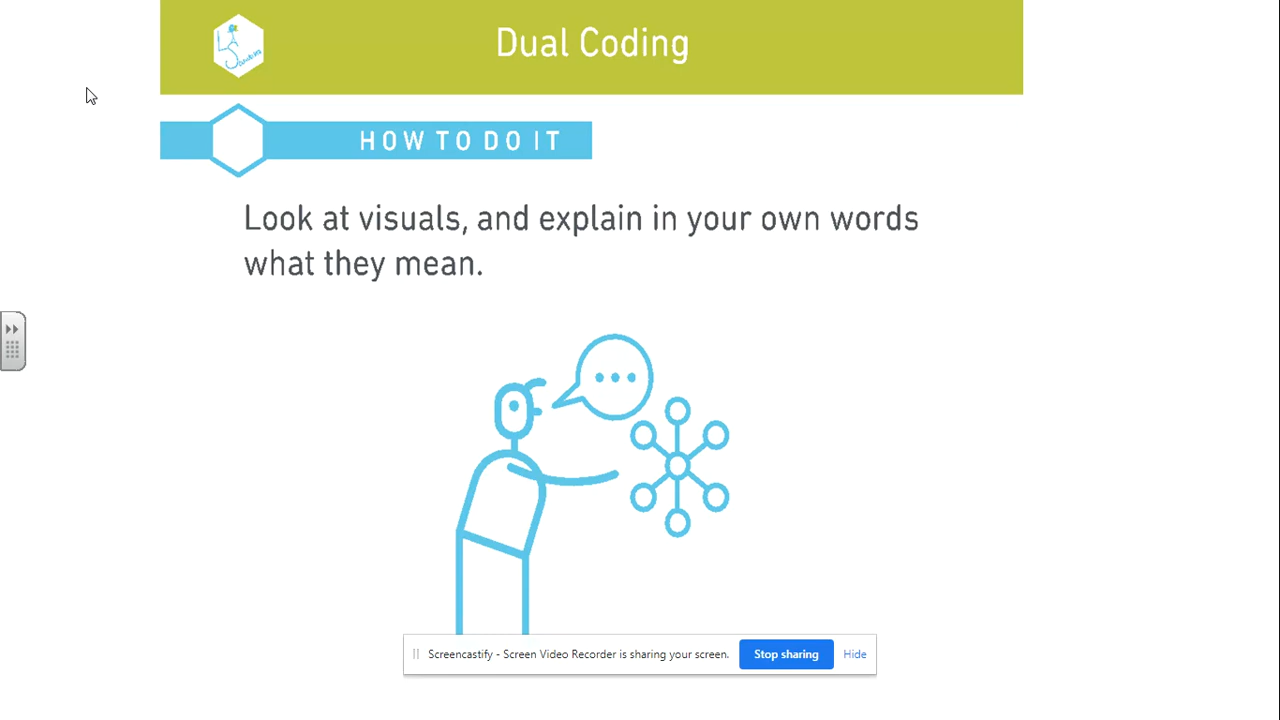 Dual Coding
HOW TO DO IT
Look at visuals, and explain in your own words
what they mean.
Screencastify - Screen Video Recorder is sharing your screen.
Stop sharing
Hide